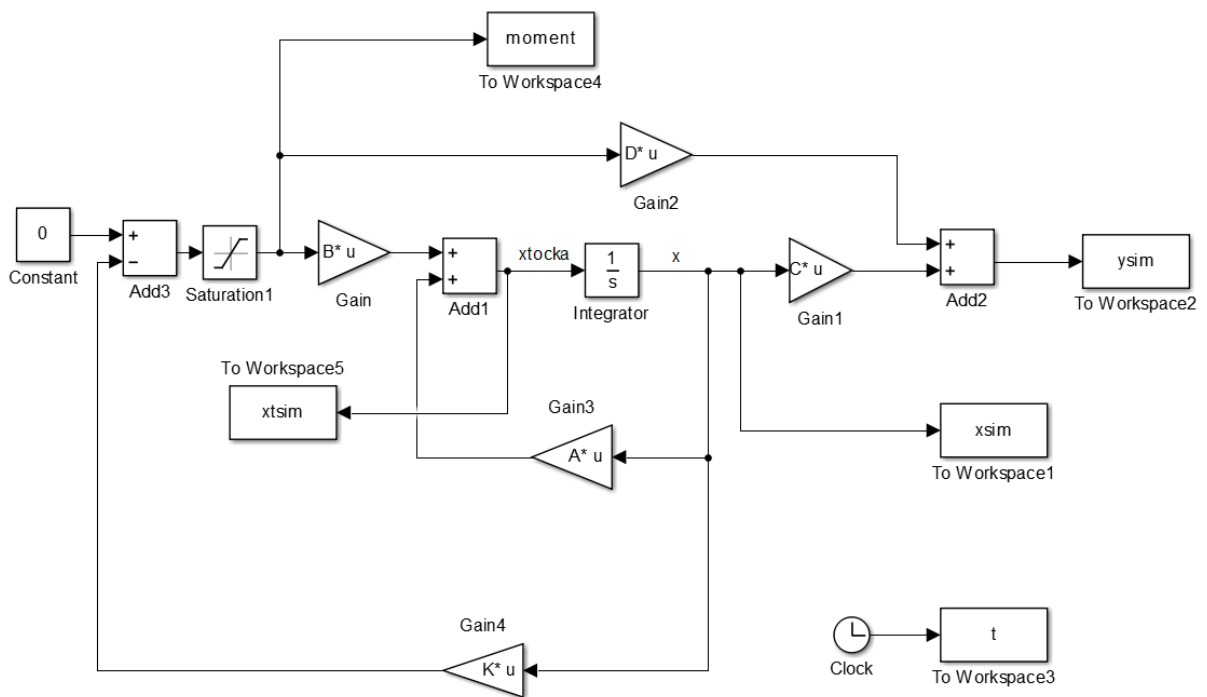 moment
To Workspace4
D* u
Gain2
0
Constant
+
−
Add3
Saturation1
B* u
Gain
+
+
Add1
xtocka
1
s
Integrator
x
C* u
Gain1
+
+
Add2
ysim
To Workspace2
To Workspace5
xtsim
Gain3
A* u
xsim
To Workspace1
Gain4
K* u
Clock
t
To Workspace3